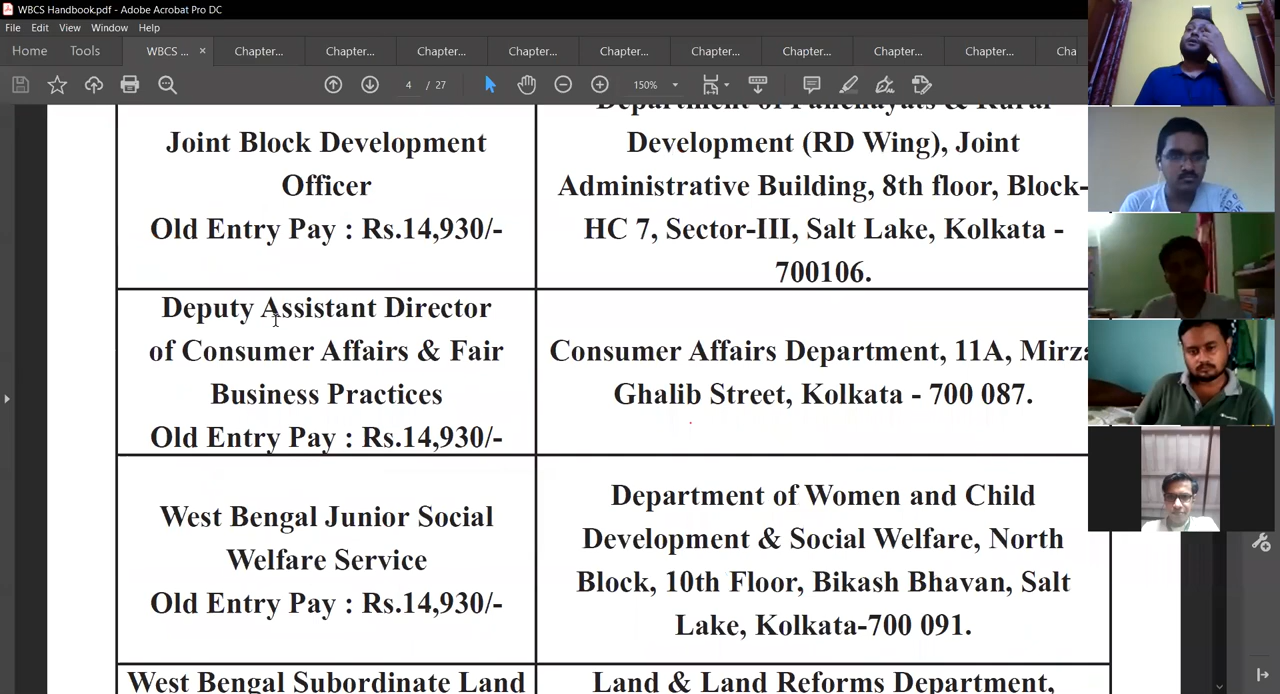 WBCS Handbook.pdf - Adobe Acrobat Pro DC
File Edit View Window Help
Home Tools WBCS ... × Chapter... Chapter... Chapter... Chapter... Chapter... Chapter... Chapter... Chapter... Chapter... Cha
4 / 27 150%
Department of Panchayats & Rural
Joint Block Development
Officer
Old Entry Pay : Rs.14,930/-
Development (RD Wing), Joint
Administrative Building, 8th floor, Block-
HC 7, Sector-III, Salt Lake, Kolkata -
700106.
Deputy Assistant Director
of Consumer Affairs & Fair
Business Practices
Old Entry Pay : Rs.14,930/-
Consumer Affairs Department, 11A, Mirza
Ghalib Street, Kolkata - 700 087.
West Bengal Junior Social
Welfare Service
Old Entry Pay : Rs.14,930/-
Department of Women and Child
Development & Social Welfare, North
Block, 10th Floor, Bikash Bhavan, Salt
Lake, Kolkata-700 091.
West Bengal Subordinate Land
Land & Land Reforms Department,